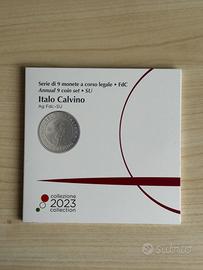 Serie di 9 monete a corso legale • FdC
Annual 9 coin set • SU
Italo Calvino
Ag Fdc-SU
collezione
2023
collection
subito